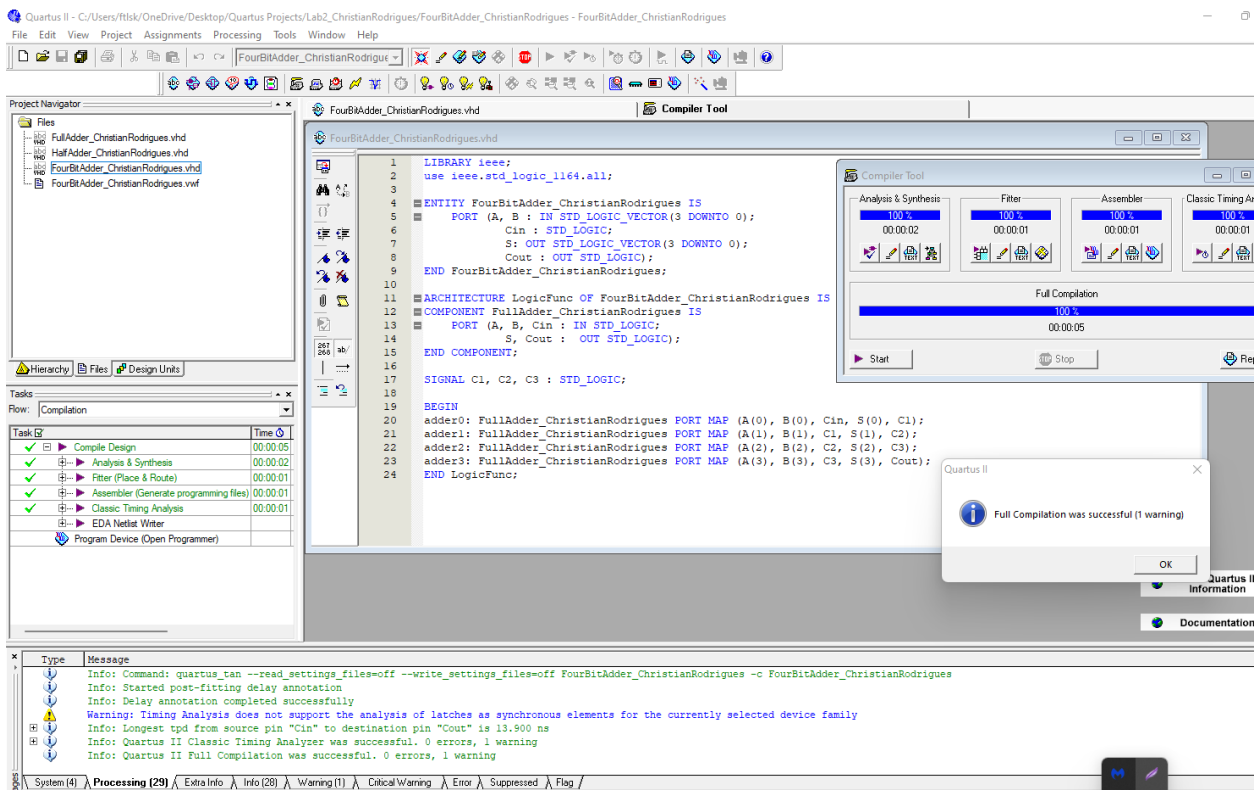 Quartus II - C:/Users/ftlsk/OneDrive/Desktop/Quartus Projects/Lab2_ChristianRodrigues/FourBitAdder_ChristianRodrigues - FourBitAdder_ChristianRodrigues
File Edit View Project Assignments Processing Tools Window Help
FourBitAdder_ChristianRodrigue
Project Navigator
Files
FullAdder_ChristianRodrigues.vhd
HalfAdder_ChristianRodrigues.vhd
FourBitAdder_ChristianRodrigues.vhd
FourBitAdder_ChristianRodrigues.vwf
Hierarchy Files Design Units
Tasks
Flow: Compilation
Task Time
Compile Design 00:00:05
Analysis & Synthesis 00:00:02
Fitter (Place & Route) 00:00:01
Assembler (Generate programming files) 00:00:01
Classic Timing Analysis 00:00:01
EDA Netlist Writer
Program Device (Open Programmer)
FourBitAdder_ChristianRodrigues.vhd Compiler Tool
FourBitAdder_ChristianRodrigues.vhd
267 268 ab/
1 LIBRARY ieee;
2 use ieee.std_logic_1164.all;
3
4 ENTITY FourBitAdder_ChristianRodrigues IS
5 PORT (A, B : IN STD_LOGIC_VECTOR(3 DOWNTO 0);
6 Cin : STD_LOGIC;
7 S: OUT STD_LOGIC_VECTOR(3 DOWNTO 0);
8 Cout : OUT STD_LOGIC);
9 END FourBitAdder_ChristianRodrigues;
10
11 ARCHITECTURE LogicFunc OF FourBitAdder_ChristianRodrigues IS
12 COMPONENT FullAdder_ChristianRodrigues IS
13 PORT (A, B, Cin : IN STD_LOGIC;
14 S, Cout : OUT STD_LOGIC);
15 END COMPONENT;
16
17 SIGNAL C1, C2, C3 : STD_LOGIC;
18
19 BEGIN
20 adder0: FullAdder_ChristianRodrigues PORT MAP (A(0), B(0), Cin, S(0), C1);
21 adder1: FullAdder_ChristianRodrigues PORT MAP (A(1), B(1), C1, S(1), C2);
22 adder2: FullAdder_ChristianRodrigues PORT MAP (A(2), B(2), C2, S(2), C3);
23 adder3: FullAdder_ChristianRodrigues PORT MAP (A(3), B(3), C3, S(3), Cout);
24 END LogicFunc;
Compiler Tool
Analysis & Synthesis Fitter Assembler Classic Timing An
100 % 100 % 100 % 100 %
00:00:02 00:00:01 00:00:01 00:00:01
Full Compilation
100 %
00:00:05
Start Stop Rep
Quartus II
Full Compilation was successful (1 warning)
OK
Quartus II
Information
Documentation
Type Message
Info: Command: quartus_tan --read_settings_files=off --write_settings_files=off FourBitAdder_ChristianRodrigues -c FourBitAdder_ChristianRodrigues
Info: Started post-fitting delay annotation
Info: Delay annotation completed successfully
Warning: Timing Analysis does not support the analysis of latches as synchronous elements for the currently selected device family
Info: Longest tpd from source pin "Cin" to destination pin "Cout" is 13.900 ns
Info: Quartus II Classic Timing Analyzer was successful. 0 errors, 1 warning
Info: Quartus II Full Compilation was successful. 0 errors, 1 warning
System (4) Processing (29) Extra Info Info (28) Warning (1) Critical Warning Error Suppressed Flag